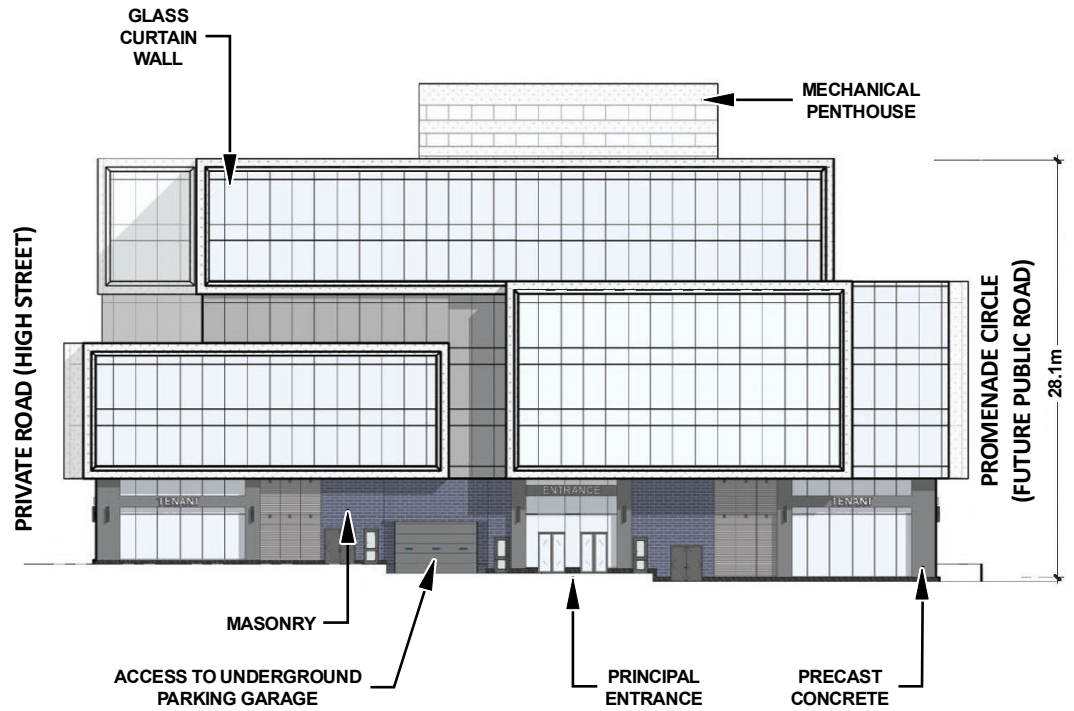 GLASS
CURTAIN
WALL
MECHANICAL
PENTHOUSE
PRIVATE ROAD (HIGH STREET)
PROMENADE CIRCLE
(FUTURE PUBLIC ROAD)
28.1m
TENANT
ENTRANCE
TENANT
MASONRY
ACCESS TO UNDERGROUND
PARKING GARAGE
PRINCIPAL
ENTRANCE
PRECAST
CONCRETE